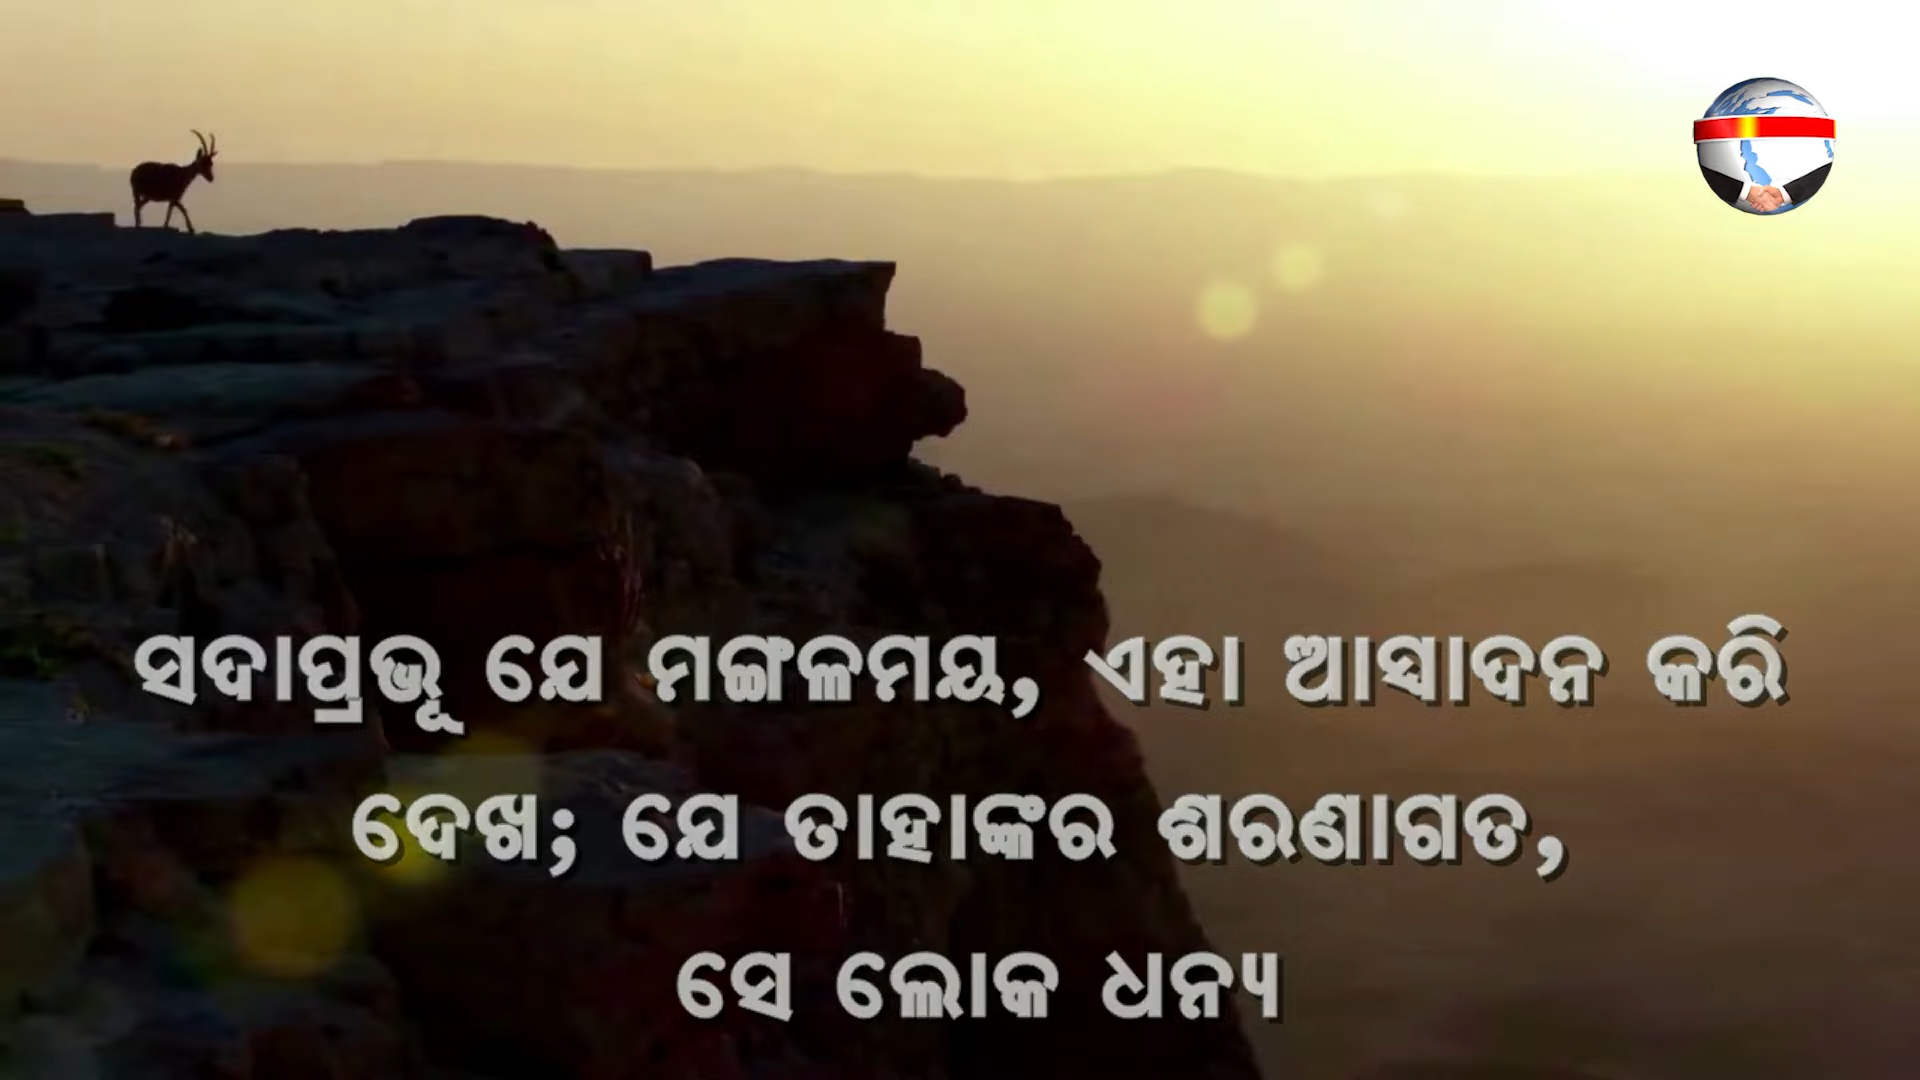 ସଦାପ୍ରଭୂ ଯେ ମଙ୍ଗଳମୟ, ଏହା ଆସ୍ୱାଦନ କରି
ଦେଖ; ଯେ ତାହାଙ୍କର ଶରଣାଗତ,
ସେ ଲୋକ ଧନ୍ୟ